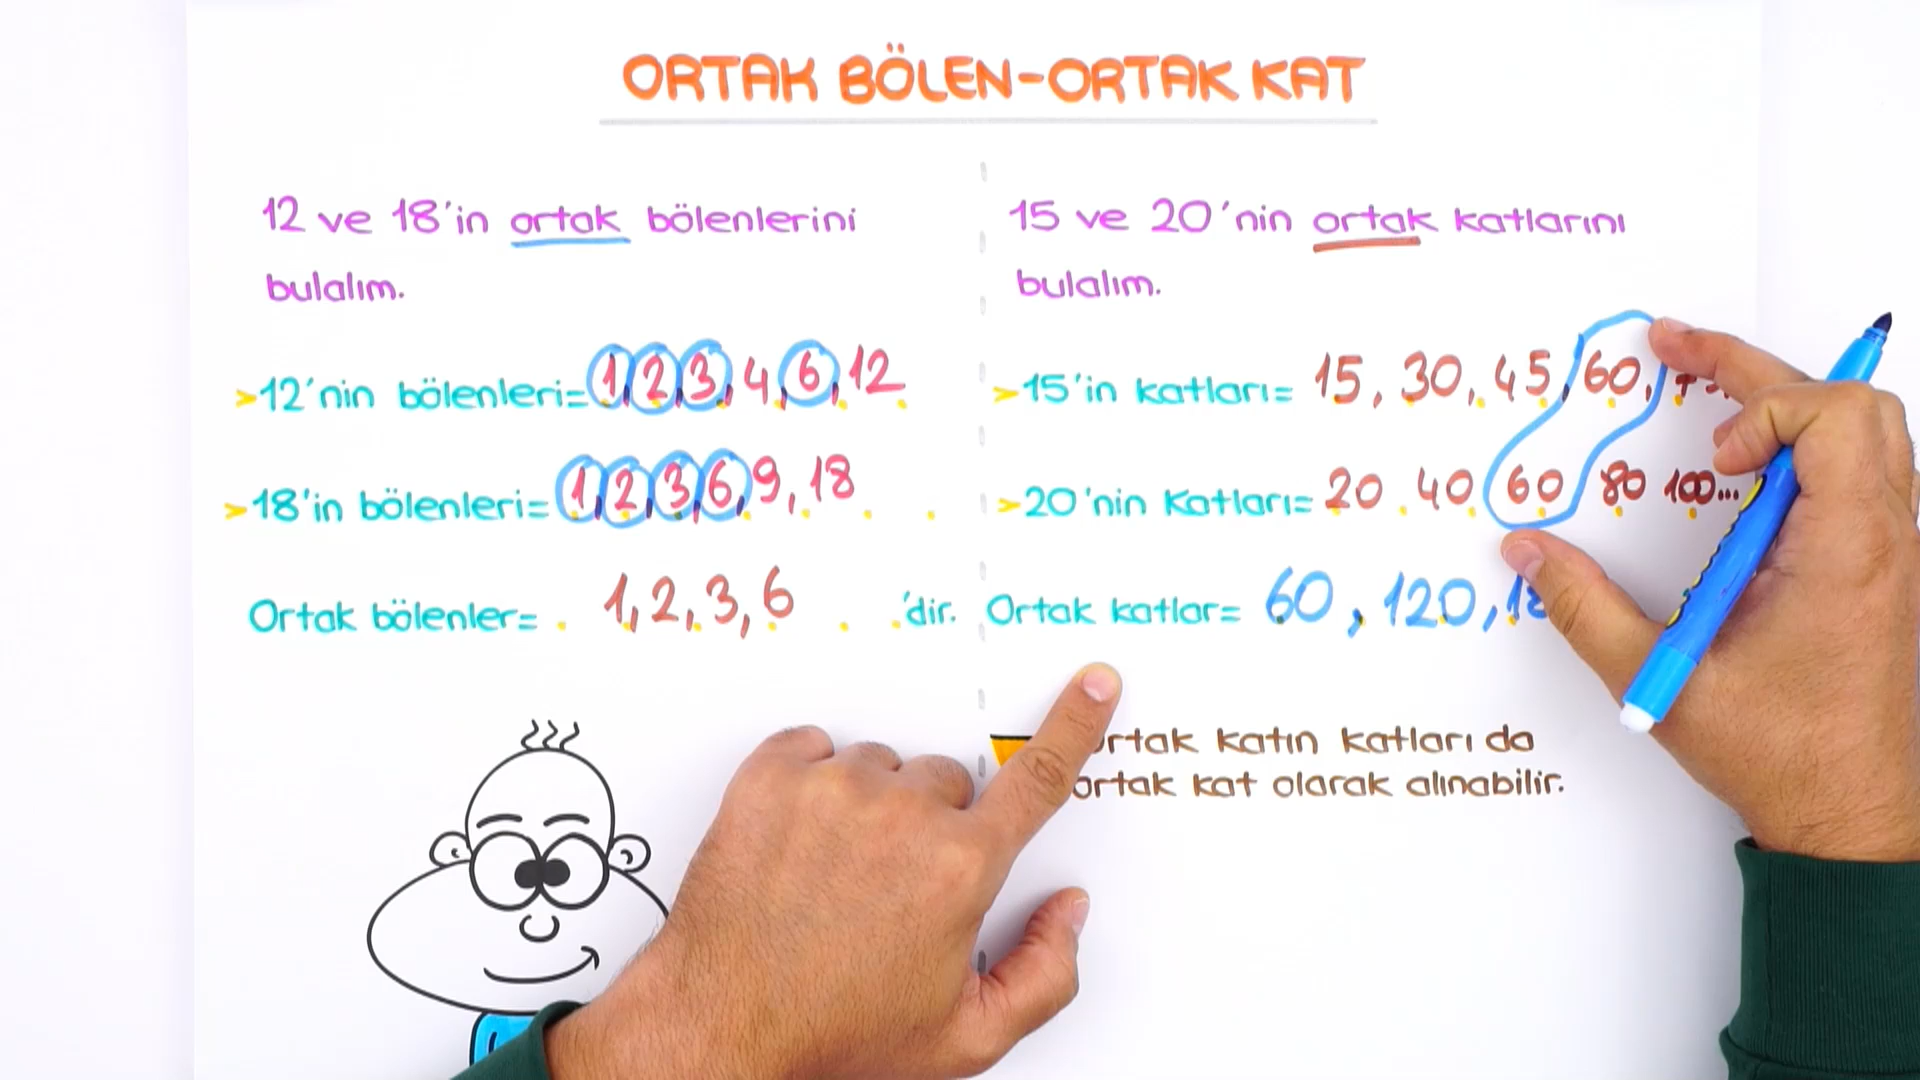 ORTAK BÖLEN-ORTAK KAT
12 ve 18'in ortak bölenlerini
bulalım.
>12'nin bölenleri=1,2,3,4,6,12
>18'in bölenleri=1,2,3,6,9,18
Ortak bölenler= 1,2,3,6 'dir.
15 ve 20'nin ortak katlarını
bulalım.
>15'in katları= 15, 30, 45, 60,
>20'nin Katları= 20 . 40 60 80 100...
Ortak katlar= 60, 120,
katın katları da
ortak kat olarak alınabilir.